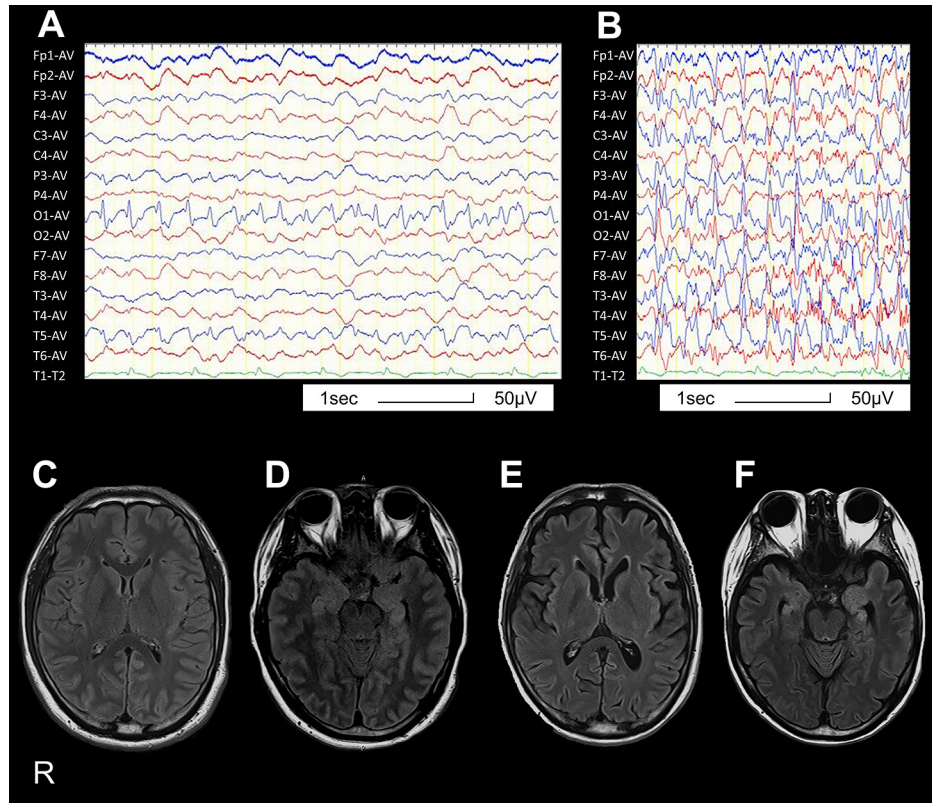 A
B
Fp1-AV
Fp2-AV
F3-AV
F4-AV
C3-AV
C4-AV
P3-AV
P4-AV
O1-AV
O2-AV
F7-AV
F8-AV
T3-AV
T4-AV
T5-AV
T6-AV
T1-T2
Fp1-AV
Fp2-AV
F3-AV
F4-AV
C3-AV
C4-AV
P3-AV
P4-AV
O1-AV
O2-AV
F7-AV
F8-AV
T3-AV
T4-AV
T5-AV
T6-AV
T1-T2
1sec 50µV
1sec 50µV
C
D
E
F
A
R